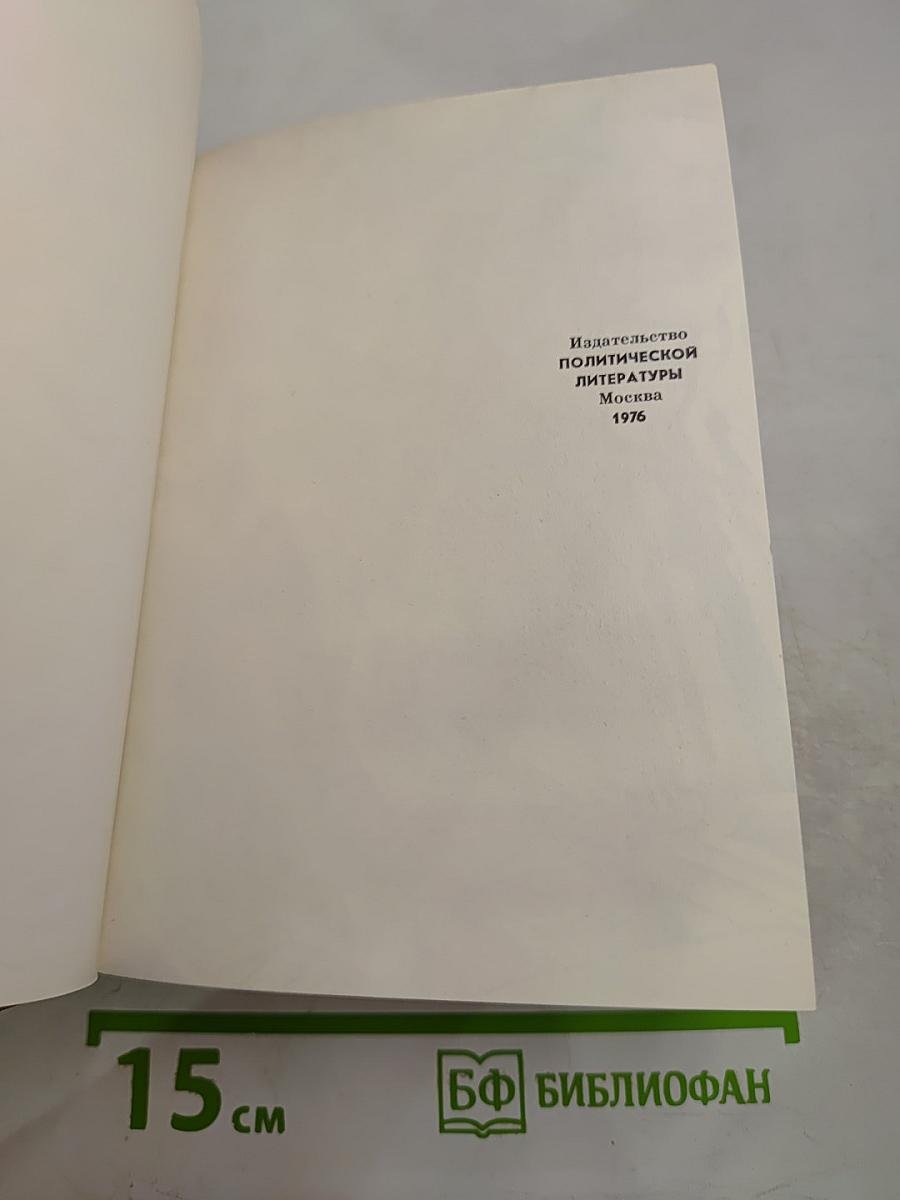 Издательство
ПОЛИТИЧЕСКОЙ
ЛИТЕРАТУРЫ
Москва
1976
15 см
БФ БИБЛИОФАН